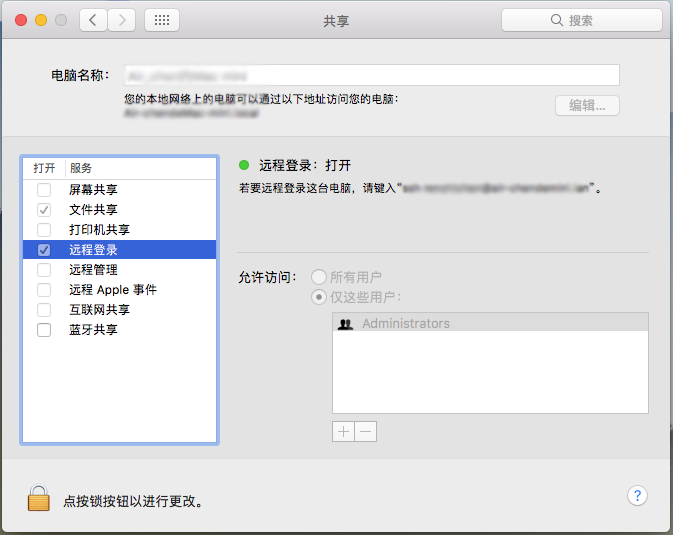 共享
搜索
电脑名称：
您的本地网络上的电脑可以通过以下地址访问您的电脑：
编辑...
打开 服务
屏幕共享
文件共享
打印机共享
远程登录
远程管理
远程 Apple 事件
互联网共享
蓝牙共享
远程登录：打开
若要远程登录这台电脑，请键入“ ”。
允许访问：
所有用户
仅这些用户：
Administrators
点按锁按钮以进行更改。
?